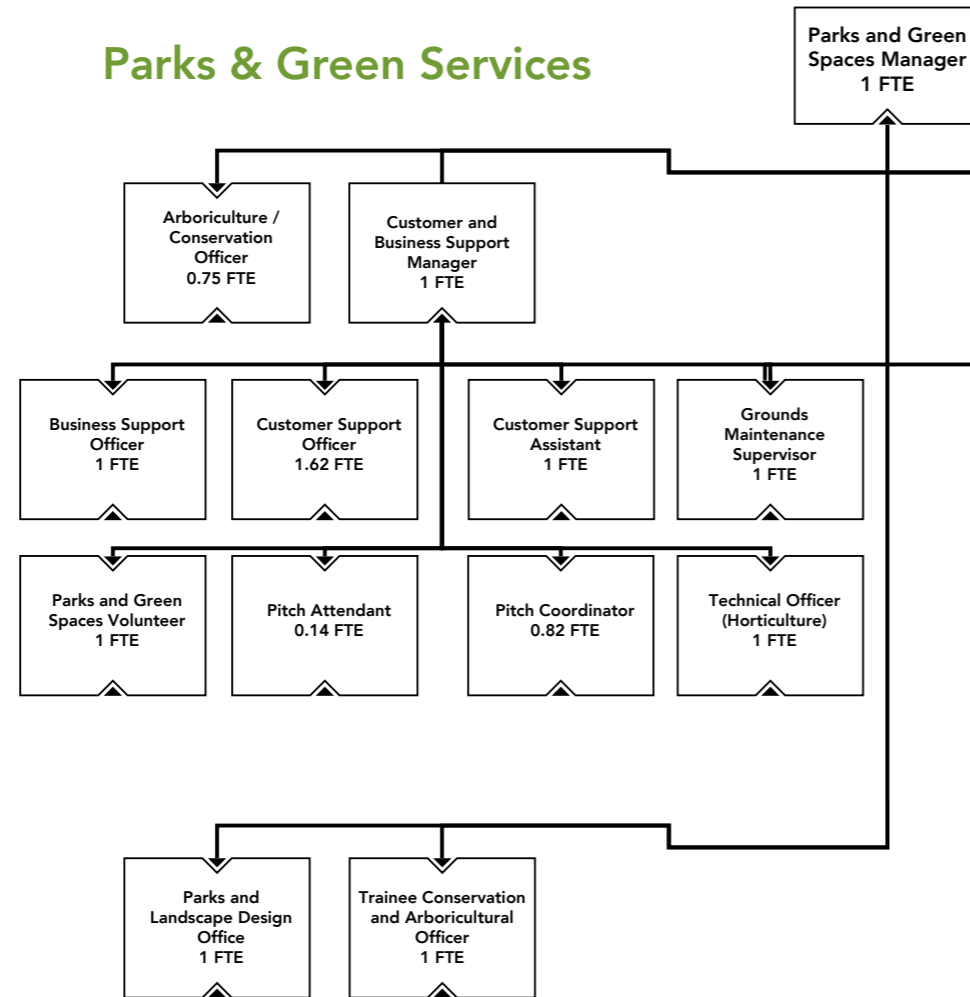 Parks & Green Services
Parks and Green
Spaces Manager
1 FTE
Arboriculture /
Conservation
Officer
0.75 FTE
Customer and
Business Support
Manager
1 FTE
Business Support
Officer
1 FTE
Customer Support
Officer
1.62 FTE
Customer Support
Assistant
1 FTE
Grounds
Maintenance
Supervisor
1 FTE
Parks and Green
Spaces Volunteer
1 FTE
Pitch Attendant
0.14 FTE
Pitch Coordinator
0.82 FTE
Technical Officer
(Horticulture)
1 FTE
Parks and
Landscape Design
Office
1 FTE
Trainee Conservation
and Arboricultural
Officer
1 FTE